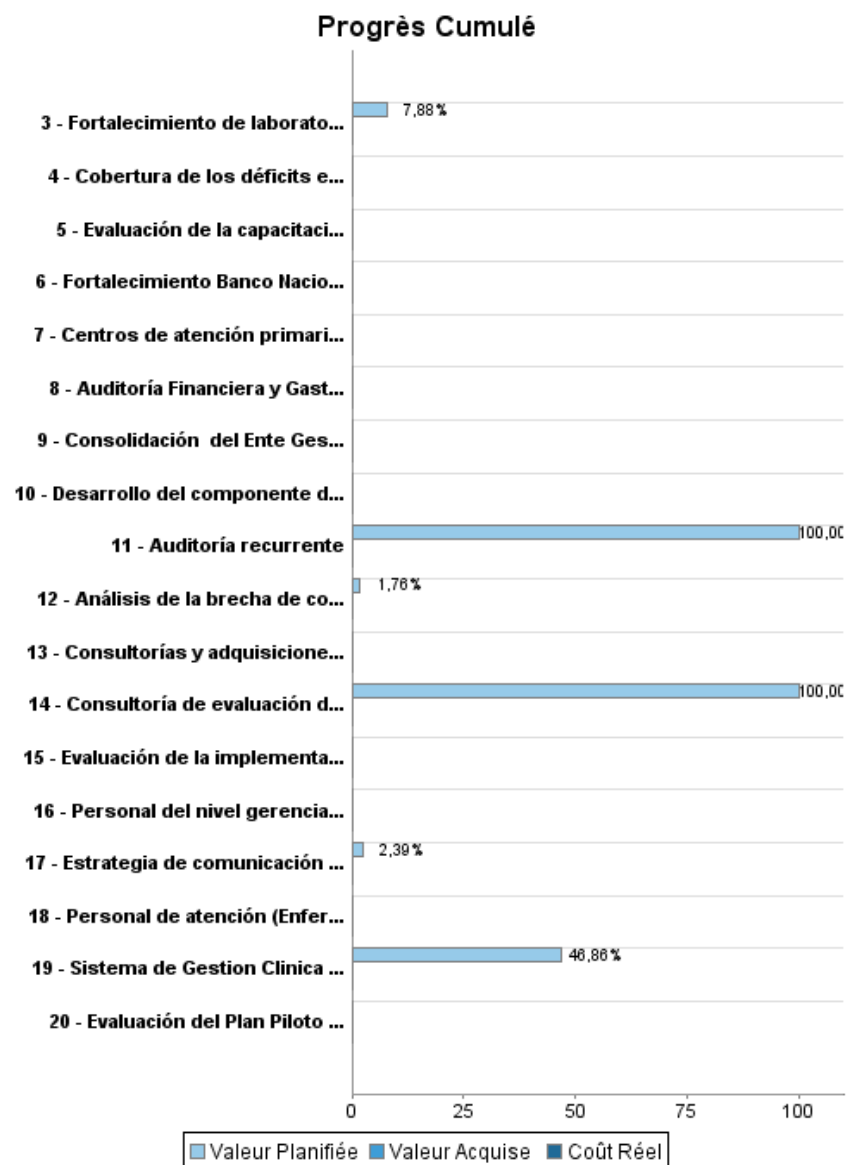 Progrès Cumulé
3 - Fortalecimiento de laborato...
7,88%
4 - Cobertura de los déficits e...
5 - Evaluación de la capacitaci...
6 - Fortalecimiento Banco Nacio...
7 - Centros de atención primari...
8 - Auditoría Financiera y Gast...
9 - Consolidación  del Ente Ges...
10 - Desarrollo del componente d...
11 - Auditoría recurrente
100,00
12 - Análisis de la brecha de co...
1,76%
13 - Consultorías y adquisicione...
14 - Consultoría de evaluación d...
100,00
15 - Evaluación de la implementa...
16 - Personal del nivel gerencia...
17 - Estrategia de comunicación ...
2,39%
18 - Personal de atención (Enfer...
19 - Sistema de Gestion Clinica ...
46,86%
20 - Evaluación del Plan Piloto ...
0 25 50 75 100
Valeur Planifiée Valeur Acquise Coût Réel